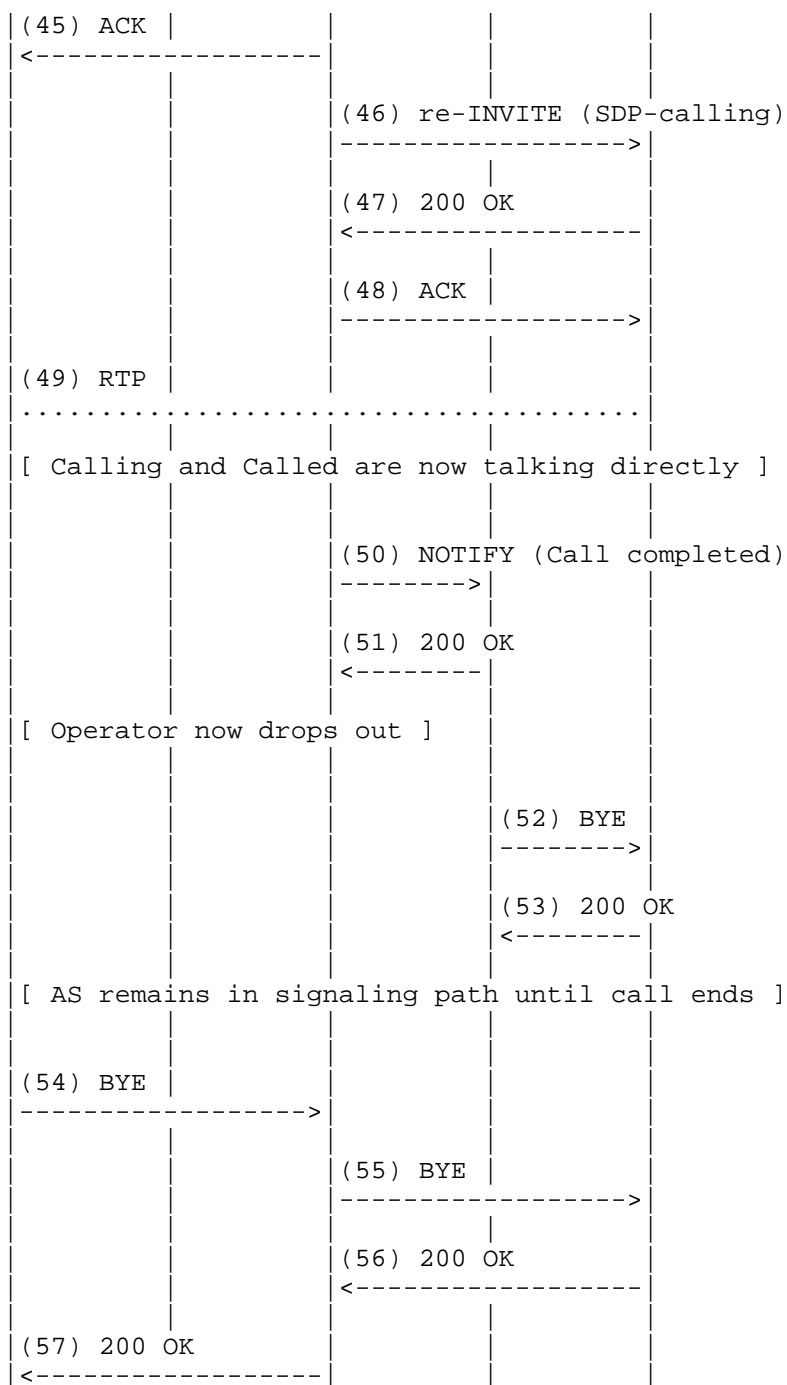 (45) ACK
(46) re-INVITE (SDP-calling)
(47) 200 OK
(48) ACK
(49) RTP
[ Calling and Called are now talking directly ]
(50) NOTIFY (Call completed)
(51) 200 OK
[ Operator now drops out ]
(52) BYE
(53) 200 OK
[ AS remains in signaling path until call ends ]
(54) BYE
(55) BYE
(56) 200 OK
(57) 200 OK